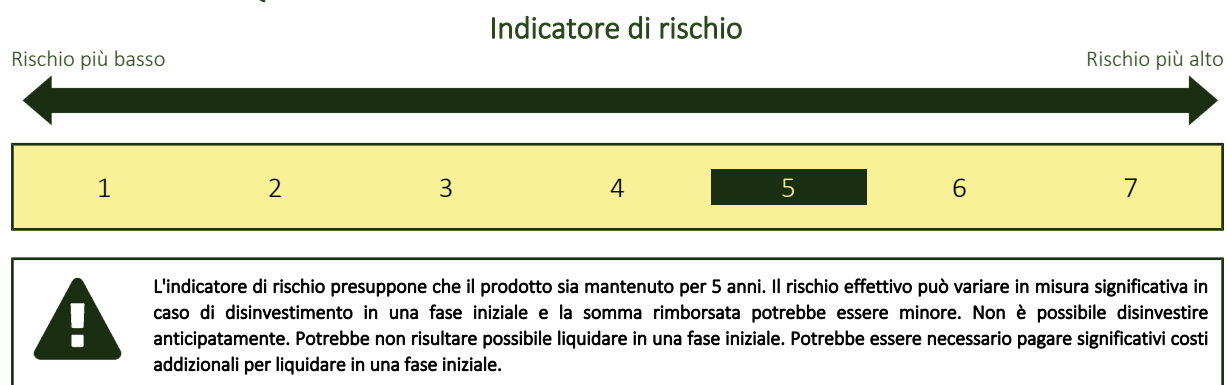 Indicatore di rischio
Rischio più basso
Rischio più alto
1 2 3 4 5 6 7
L'indicatore di rischio presuppone che il prodotto sia mantenuto per 5 anni. Il rischio effettivo può variare in misura significativa in
caso di disinvestimento in una fase iniziale e la somma rimborsata potrebbe essere minore. Non è possibile disinvestire
anticipatamente. Potrebbe non risultare possibile liquidare in una fase iniziale. Potrebbe essere necessario pagare significativi costi
addizionali per liquidare in una fase iniziale.